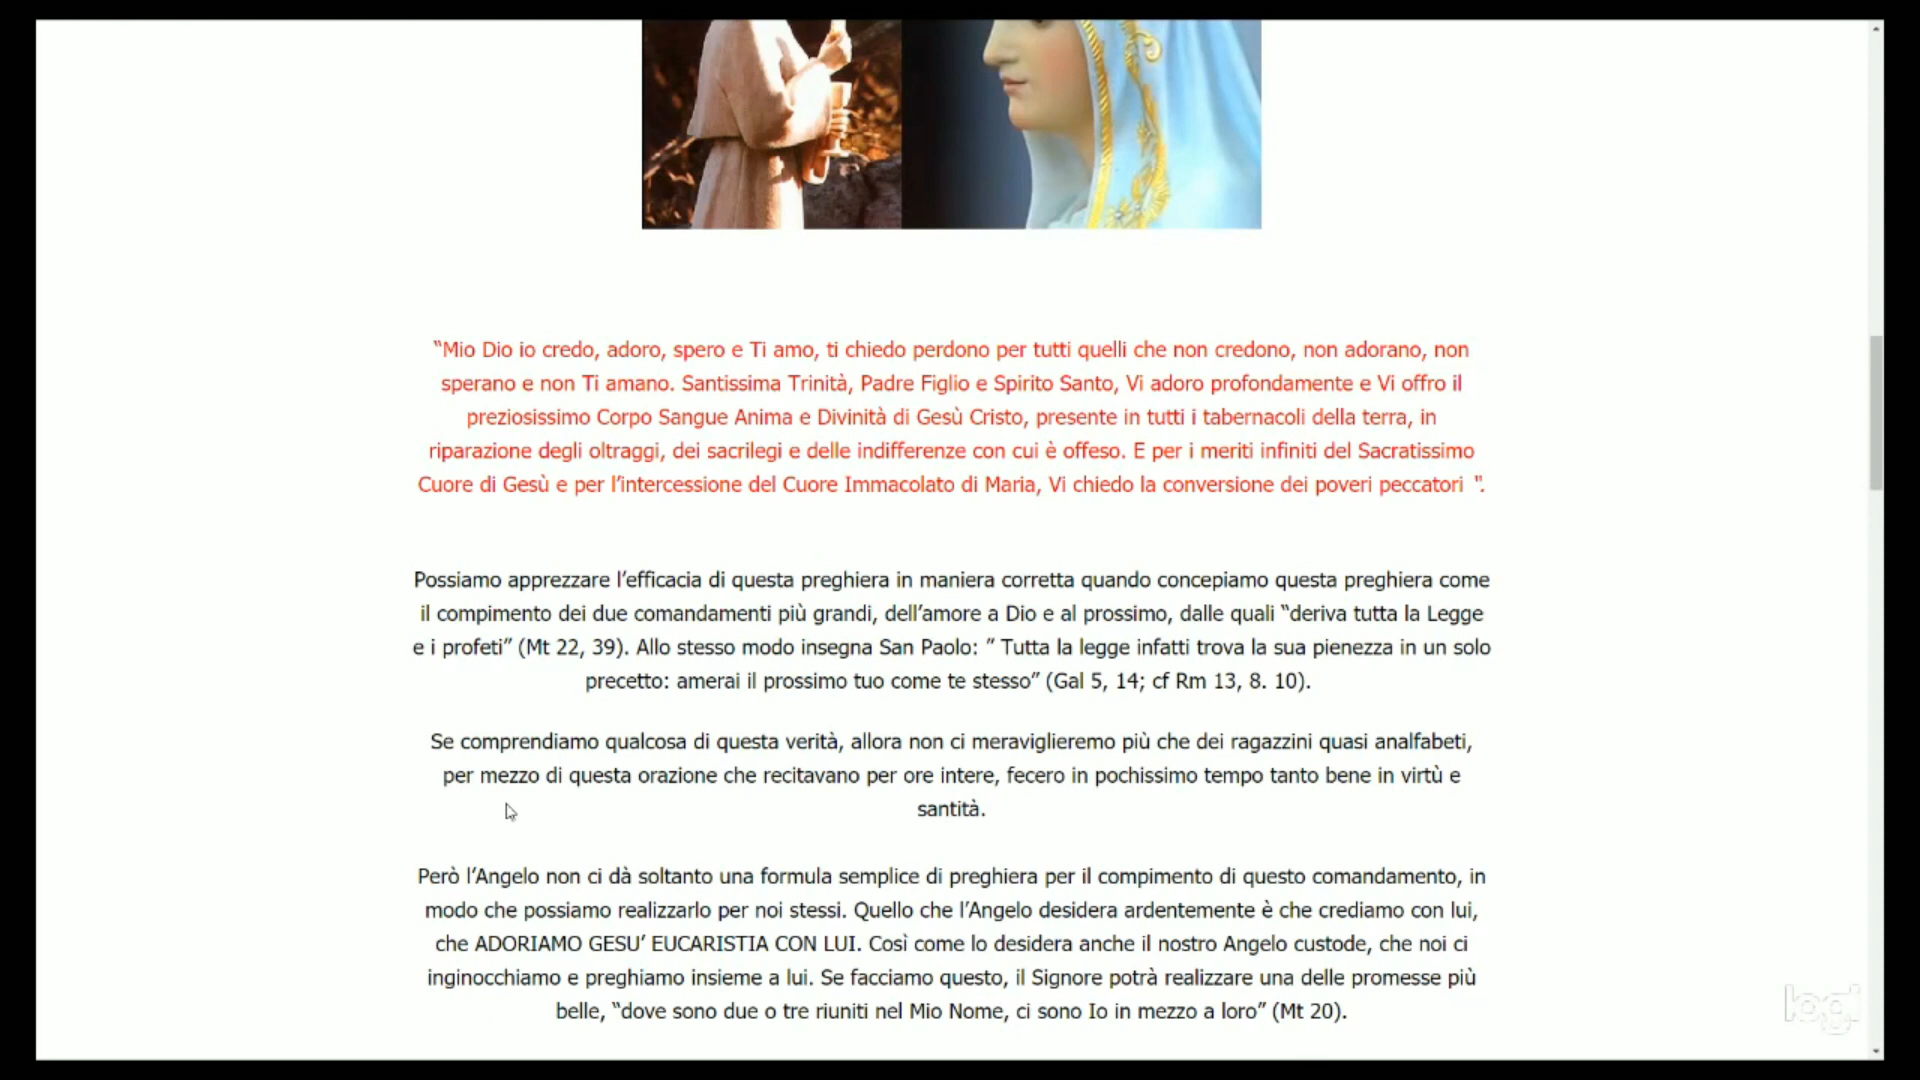 “Mio Dio io credo, adoro, spero e Ti amo, ti chiedo perdono per tutti quelli che non credono, non adorano, non
sperano e non Ti amano. Santissima Trinità, Padre Figlio e Spirito Santo, Vi adoro profondamente e Vi offro il
preziosissimo Corpo Sangue Anima e Divinità di Gesù Cristo, presente in tutti i tabernacoli della terra, in
riparazione degli oltraggi, dei sacrilegi e delle indifferenze con cui è offeso. E per i meriti infiniti del Sacratissimo
Cuore di Gesù e per l’intercessione del Cuore Immacolato di Maria, Vi chiedo la conversione dei poveri peccatori ”.
Possiamo apprezzare l’efficacia di questa preghiera in maniera corretta quando concepiamo questa preghiera come
il compimento dei due comandamenti più grandi, dell’amore a Dio e al prossimo, dalle quali “deriva tutta la Legge
e i profeti” (Mt 22, 39). Allo stesso modo insegna San Paolo: ” Tutta la legge infatti trova la sua pienezza in un solo
precetto: amerai il prossimo tuo come te stesso” (Gal 5, 14; cf Rm 13, 8. 10).
Se comprendiamo qualcosa di questa verità, allora non ci meraviglieremo più che dei ragazzini quasi analfabeti,
per mezzo di questa orazione che recitavano per ore intere, fecero in pochissimo tempo tanto bene in virtù e
santità.
Però l’Angelo non ci dà soltanto una formula semplice di preghiera per il compimento di questo comandamento, in
modo che possiamo realizzarlo per noi stessi. Quello che l’Angelo desidera ardentemente è che crediamo con lui,
che ADORIAMO GESU’ EUCARISTIA CON LUI. Così come lo desidera anche il nostro Angelo custode, che noi ci
inginocchiamo e preghiamo insieme a lui. Se facciamo questo, il Signore potrà realizzare una delle promesse più
belle, “dove sono due o tre riuniti nel Mio Nome, ci sono Io in mezzo a loro” (Mt 20).
logi